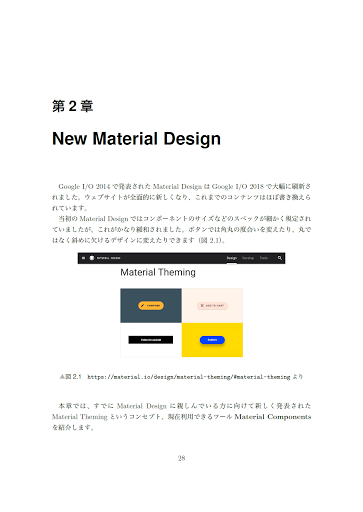 第 2 章
New Material Design
Google I/O 2014 で発表された Material Design は Google I/O 2018 で大幅に刷新さ
れました。ウェブサイトが全面的に新しくなり、これまでのコンテンツはほぼ書き換えら
れています。
当初の Material Design ではコンポーネントのサイズなどのスペックが細かく規定され
ていましたが、これがかなり緩和されました。ボタンでは角丸の度合いを変えたり、丸で
はなく斜めに欠けるデザインに変えたりできます（図 2.1）。
MATERIAL DESIGN
Design Develop Tools
Material Theming
▲図 2.1 https://material.io/design/material-theming/#material-theming より
本章では、すでに Material Design に親しんでいる方に向けて新しく発表された
Material Theming というコンセプト、現在利用できるツール Material Components
を紹介します。
28